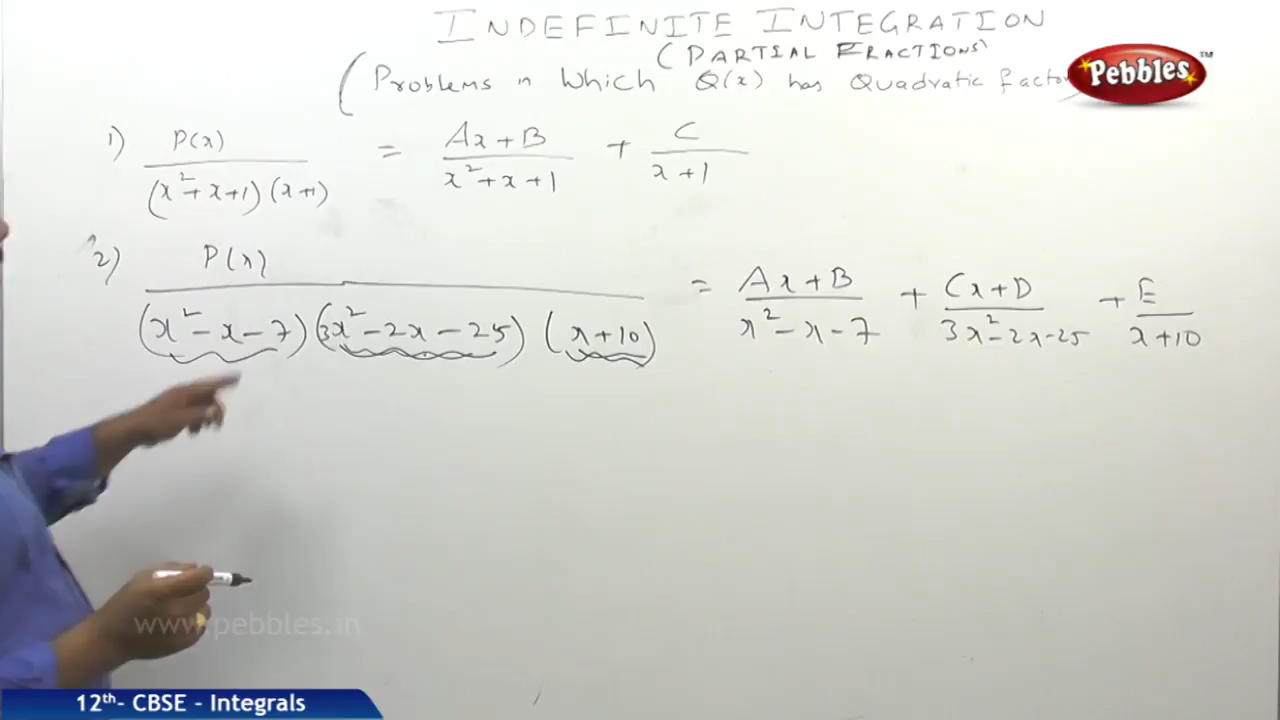 INDEFINITE INTEGRATION
(PARTIAL FRACTIONS)
(Problems in Which Q(x) has Quadratic factor
Pebbles™
1) P(x) / (x²+x+1)(x+1) = Ax+B / x²+x+1 + C / x+1
2) P(x) / (x²-x-7)(3x²-2x-25)(x+10) = Ax+B / x²-x-7 + Cx+D / 3x²-2x-25 + E / x+10
www.pebbles.in
12th- CBSE - Integrals